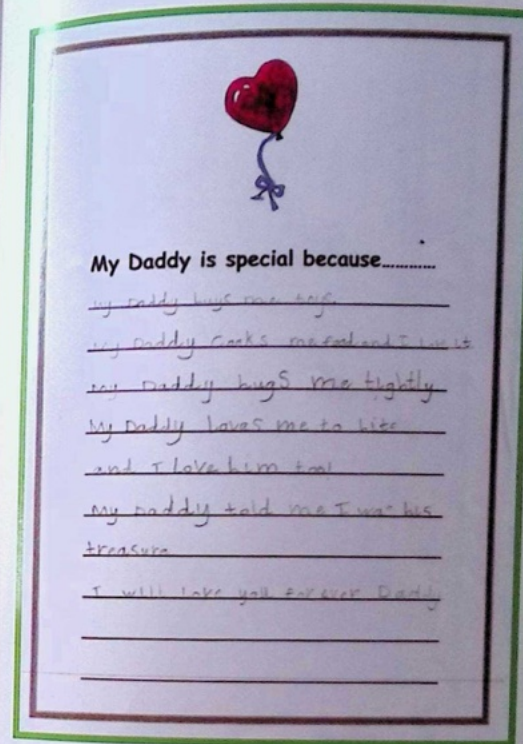 My Daddy is special because...........
my Daddy buys me toys.
my Daddy Cooks me food and I like it
my Daddy hugs me tightly
My Daddy loves me to
and I love him too!
My Daddy told me I was his
treasure
I will love you forever Daddy